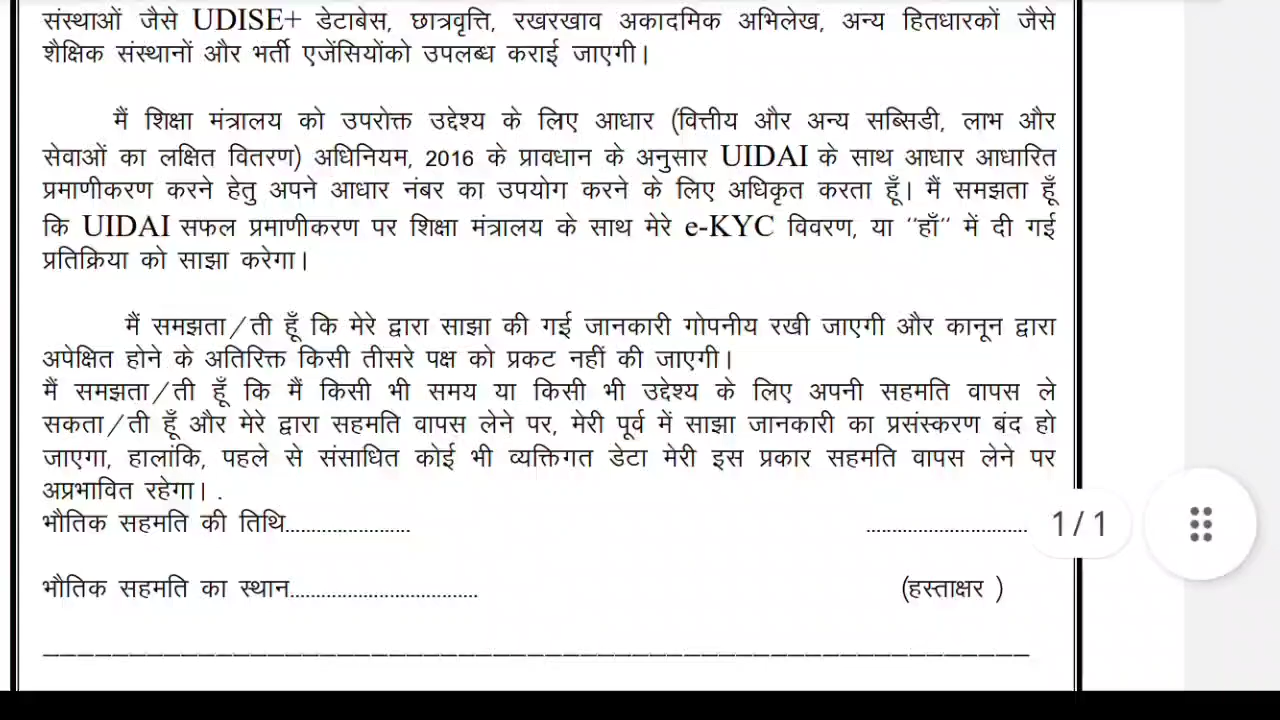 संस्थाओं जैसे UDISE+ डेटाबेस, छात्रवृत्ति, रखरखाव अकादमिक अभिलेख, अन्य हितधारकों जैसे
शैक्षिक संस्थानों और भर्ती एजेंसियोंको उपलब्ध कराई जाएगी।
मैं शिक्षा मंत्रालय को उपरोक्त उद्देश्य के लिए आधार (वित्तीय और अन्य सब्सिडी, लाभ और
सेवाओं का लक्षित वितरण) अधिनियम, 2016 के प्रावधान के अनुसार UIDAI के साथ आधार आधारित
प्रमाणीकरण करने हेतु अपने आधार नंबर का उपयोग करने के लिए अधिकृत करता हूँ। मैं समझता हूँ
कि UIDAI सफल प्रमाणीकरण पर शिक्षा मंत्रालय के साथ मेरे e-KYC विवरण, या ‘‘हाँ‘‘ में दी गई
प्रतिक्रिया को साझा करेगा।
मैं समझता/ती हूँ कि मेरे द्वारा साझा की गई जानकारी गोपनीय रखी जाएगी और कानून द्वारा
अपेक्षित होने के अतिरिक्त किसी तीसरे पक्ष को प्रकट नहीं की जाएगी।
मैं समझता/ती हूँ कि मैं किसी भी समय या किसी भी उद्देश्य के लिए अपनी सहमति वापस ले
सकता/ती हूँ और मेरे द्वारा सहमति वापस लेने पर, मेरी पूर्व में साझा जानकारी का प्रसंस्करण बंद हो
जाएगा, हालांकि, पहले से संसाधित कोई भी व्यक्तिगत डेटा मेरी इस प्रकार सहमति वापस लेने पर
अप्रभावित रहेगा। .
भौतिक सहमति की तिथि........................ ...............................
1/1
भौतिक सहमति का स्थान.................................... (हस्ताक्षर )